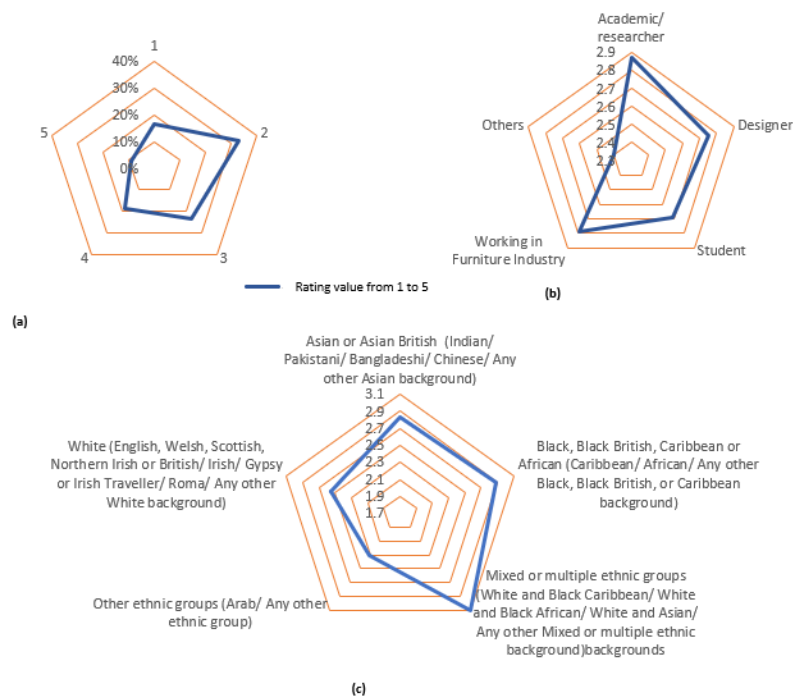 1
40%
30%
20%
10%
0%
5
2
4
3
(a)
Academic/
researcher
2.9
2.8
2.7
2.6
2.5
2.4
2.3
Others
Designer
Working in
Furniture Industry
Student
(b)
Rating value from 1 to 5
Asian or Asian British (Indian/
Pakistani/ Bangladeshi/ Chinese/ Any
other Asian background)
3.1
2.9
2.7
2.5
2.3
2.1
1.9
1.7
White (English, Welsh, Scottish,
Northern Irish or British/ Irish/ Gypsy
or Irish Traveller/ Roma/ Any other
White background)
Black, Black British, Caribbean or
African (Caribbean/ African/ Any other
Black, Black British, or Caribbean
background)
Other ethnic groups (Arab/ Any other
ethnic group)
Mixed or multiple ethnic groups
(White and Black Caribbean/ White
and Black African/ White and Asian/
Any other Mixed or multiple ethnic
background)backgrounds
(c)